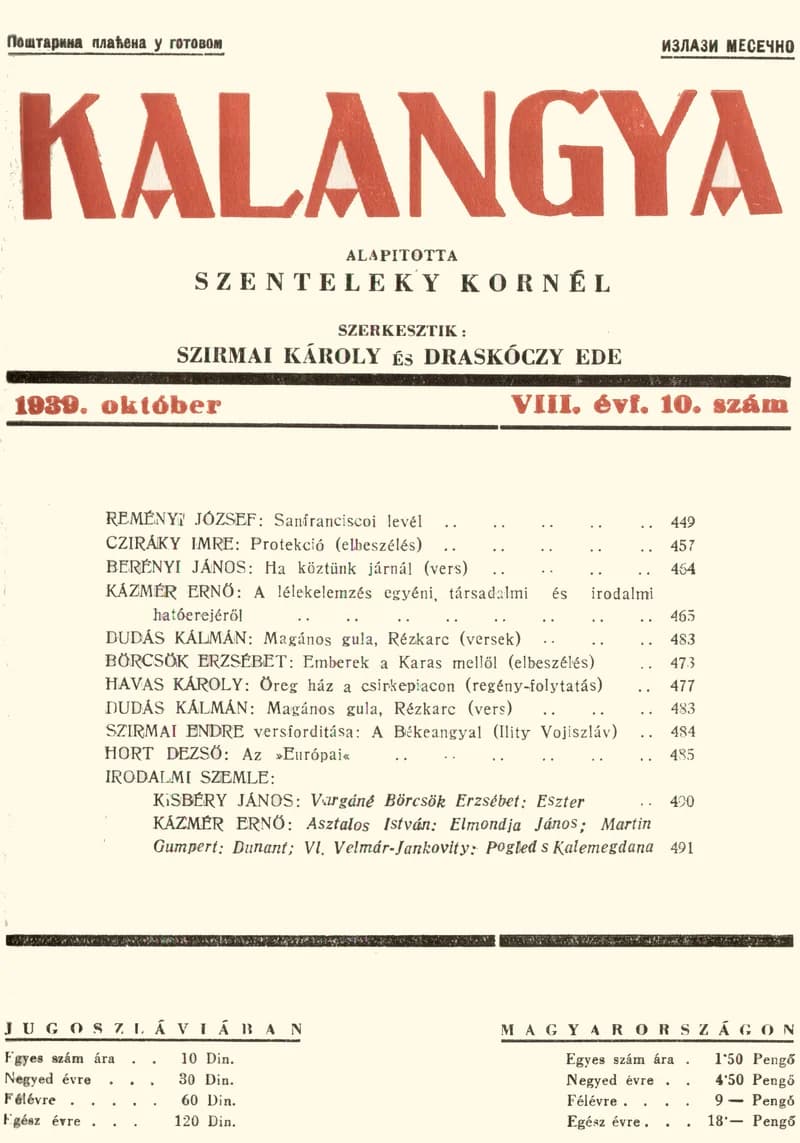 Поштарина плаћена у готовом
ИЗЛАЗИ МЕСЕЧНО
KALANGYA
ALAPITOTTA
SZENTELEKY KORNÉL
SZERKESZTIK:
SZIRMAI KÁROLY ÉS DRASKÓCZY EDE
1939. október
VIII. évf. 10. szám
REMÉNYI JÓZSEF: Sanfranciscoi levél .. .. .. .. .. 449
CZIRÁKY IMRE: Protekció (elbeszélés) .. .. .. .. .. 457
BERÉNYI JÁNOS: Ha köztünk járnál (vers) .. .. .. .. 464
KÁZMÉR ERNŐ: A lélekelemzés egyéni, társadalmi és irodalmi
hatóerejéről .. .. .. .. .. .. .. .. 465
DUDÁS KÁLMÁN: Magános gula, Rézkarc (versek) .. .. .. 483
BÖRCSÖK ERZSÉBET: Emberek a Karas mellől (elbeszélés) .. 473
HAVAS KÁROLY: Öreg ház a csirkepiacon (regény-folytatás) .. 477
DUDÁS KÁLMÁN: Magános gula, Rézkarc (vers) .. .. .. 483
SZIRMAI ENDRE versforditása: A Békeangyal (Ility Vojiszláv) .. 484
HORT DEZSŐ: Az »Európai« .. .. .. .. .. .. 485
IRODALMI SZEMLE:
KISBÉRY JÁNOS: Vargáné Börcsök Erzsébet: Eszter .. 490
KÁZMÉR ERNŐ: Asztalos István: Elmondja János; Martin
Gumpert: Dunant; Vl. Velmár-Jankovity: Pogled s Kalemegdana 491
JUGOSZLÁVIÁBAN
Egyes szám ára . . 10 Din.
Negyed évre . . . 30 Din.
Félévre . . . . . 60 Din.
Egész évre . . . 120 Din.
MAGYARORSZÁGON
Egyes szám ára . 1·50 Pengő
Negyed évre . . 4·50 Pengő
Félévre . . . . 9 — Pengő
Egész évre . . . 18·— Pengő